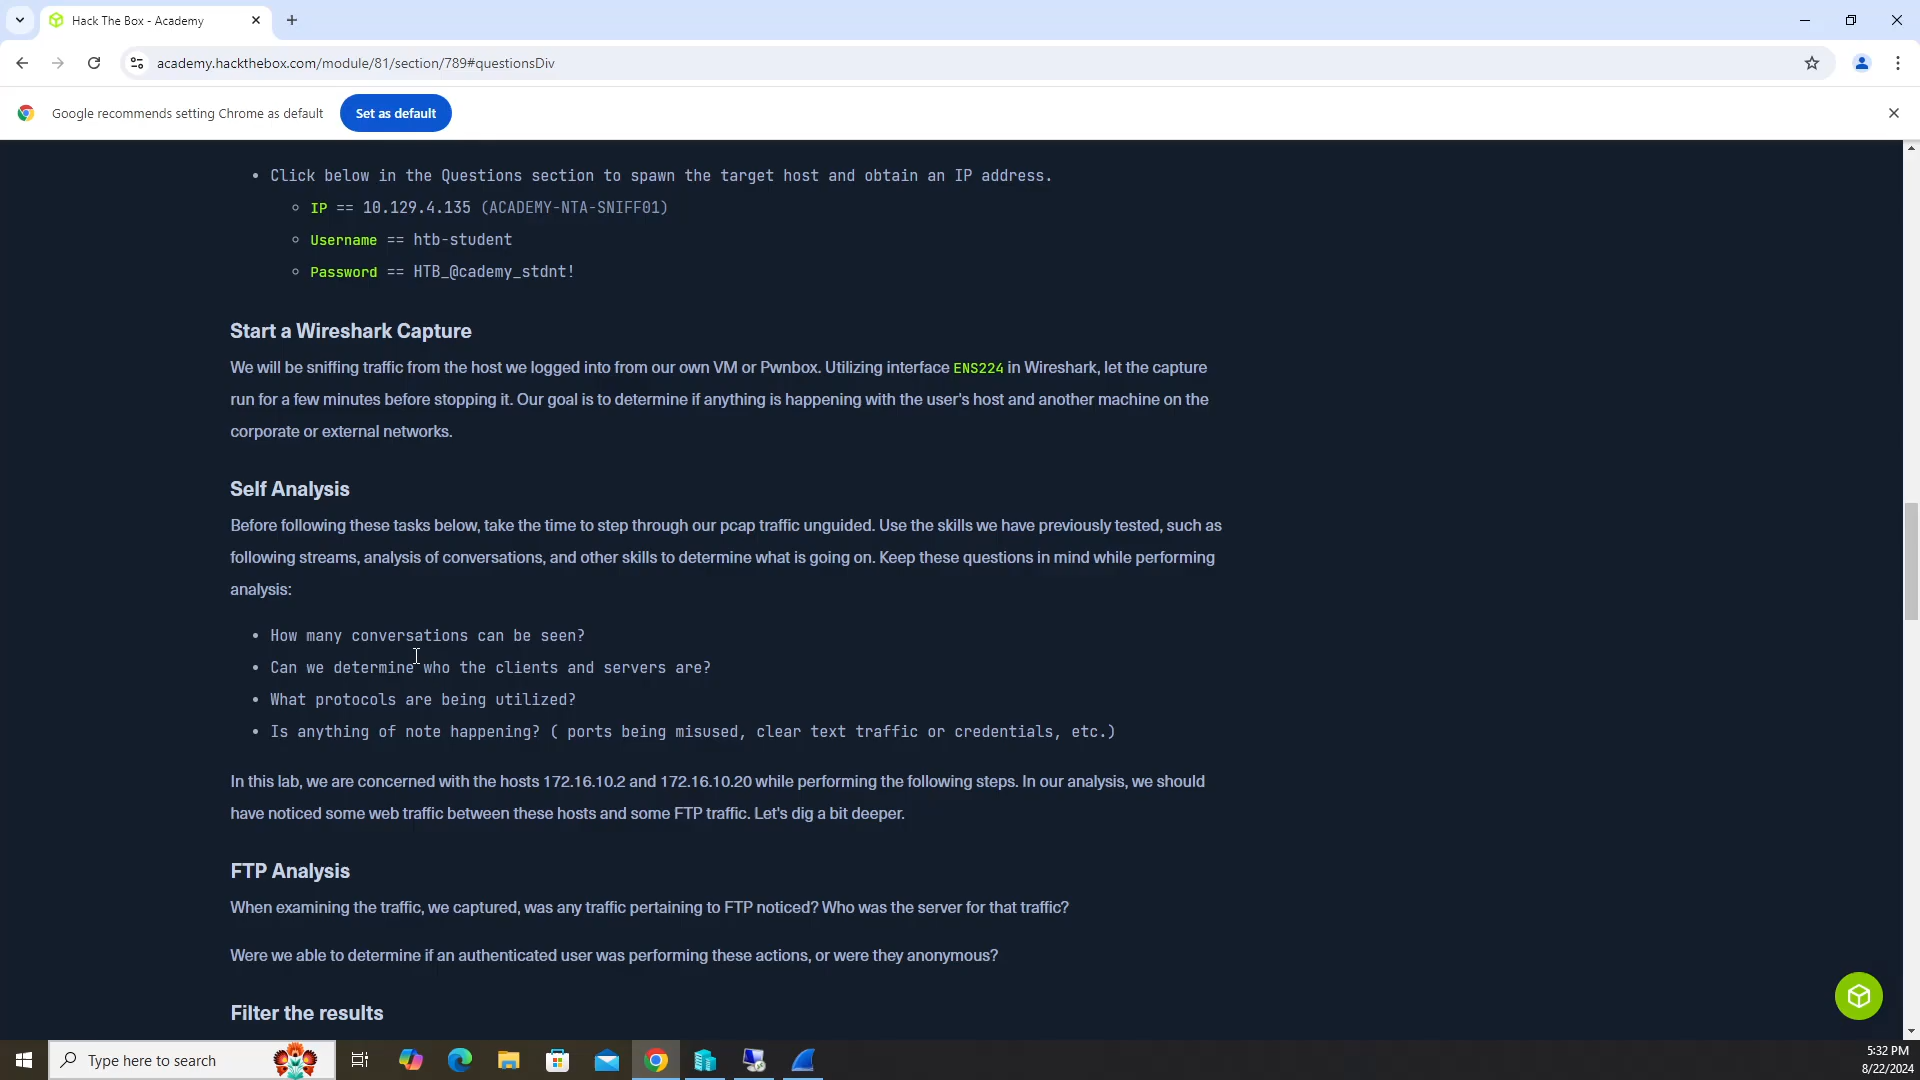 Hack The Box - Academy
academy.hackthebox.com/module/81/section/789#questionsDiv
Google recommends setting Chrome as default
Set as default
• Click below in the Questions section to spawn the target host and obtain an IP address.
○ IP == 10.129.4.135 (ACADEMY-NTA-SNIFF01)
○ Username == htb-student
○ Password == HTB_@cademy_stdnt!
Start a Wireshark Capture
We will be sniffing traffic from the host we logged into from our own VM or Pwnbox. Utilizing interface ENS224 in Wireshark, let the capture
run for a few minutes before stopping it. Our goal is to determine if anything is happening with the user's host and another machine on the
corporate or external networks.
Self Analysis
Before following these tasks below, take the time to step through our pcap traffic unguided. Use the skills we have previously tested, such as
following streams, analysis of conversations, and other skills to determine what is going on. Keep these questions in mind while performing
analysis:
• How many conversations can be seen?
• Can we determine who the clients and servers are?
• What protocols are being utilized?
• Is anything of note happening? ( ports being misused, clear text traffic or credentials, etc.)
In this lab, we are concerned with the hosts 172.16.10.2 and 172.16.10.20 while performing the following steps. In our analysis, we should
have noticed some web traffic between these hosts and some FTP traffic. Let's dig a bit deeper.
FTP Analysis
When examining the traffic, we captured, was any traffic pertaining to FTP noticed? Who was the server for that traffic?
Were we able to determine if an authenticated user was performing these actions, or were they anonymous?
Filter the results
Type here to search
5:32 PM
8/22/2024